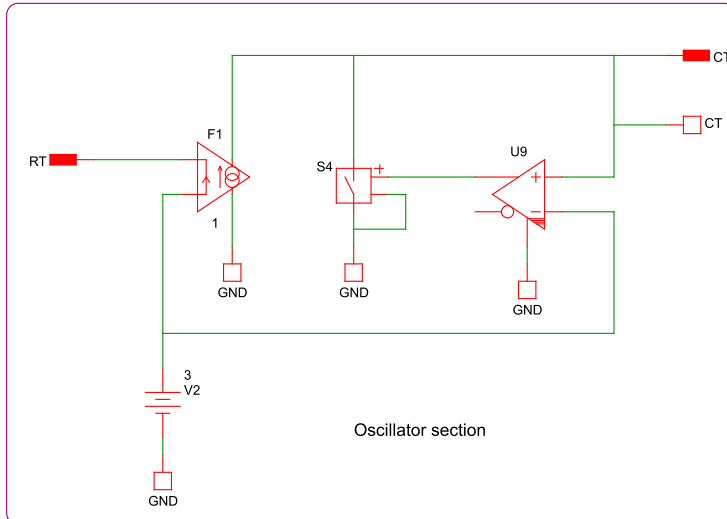 CT
F1
CT
RT
S4
+
U9
+
−
1
GND
GND
GND
3
V2
Oscillator section
GND